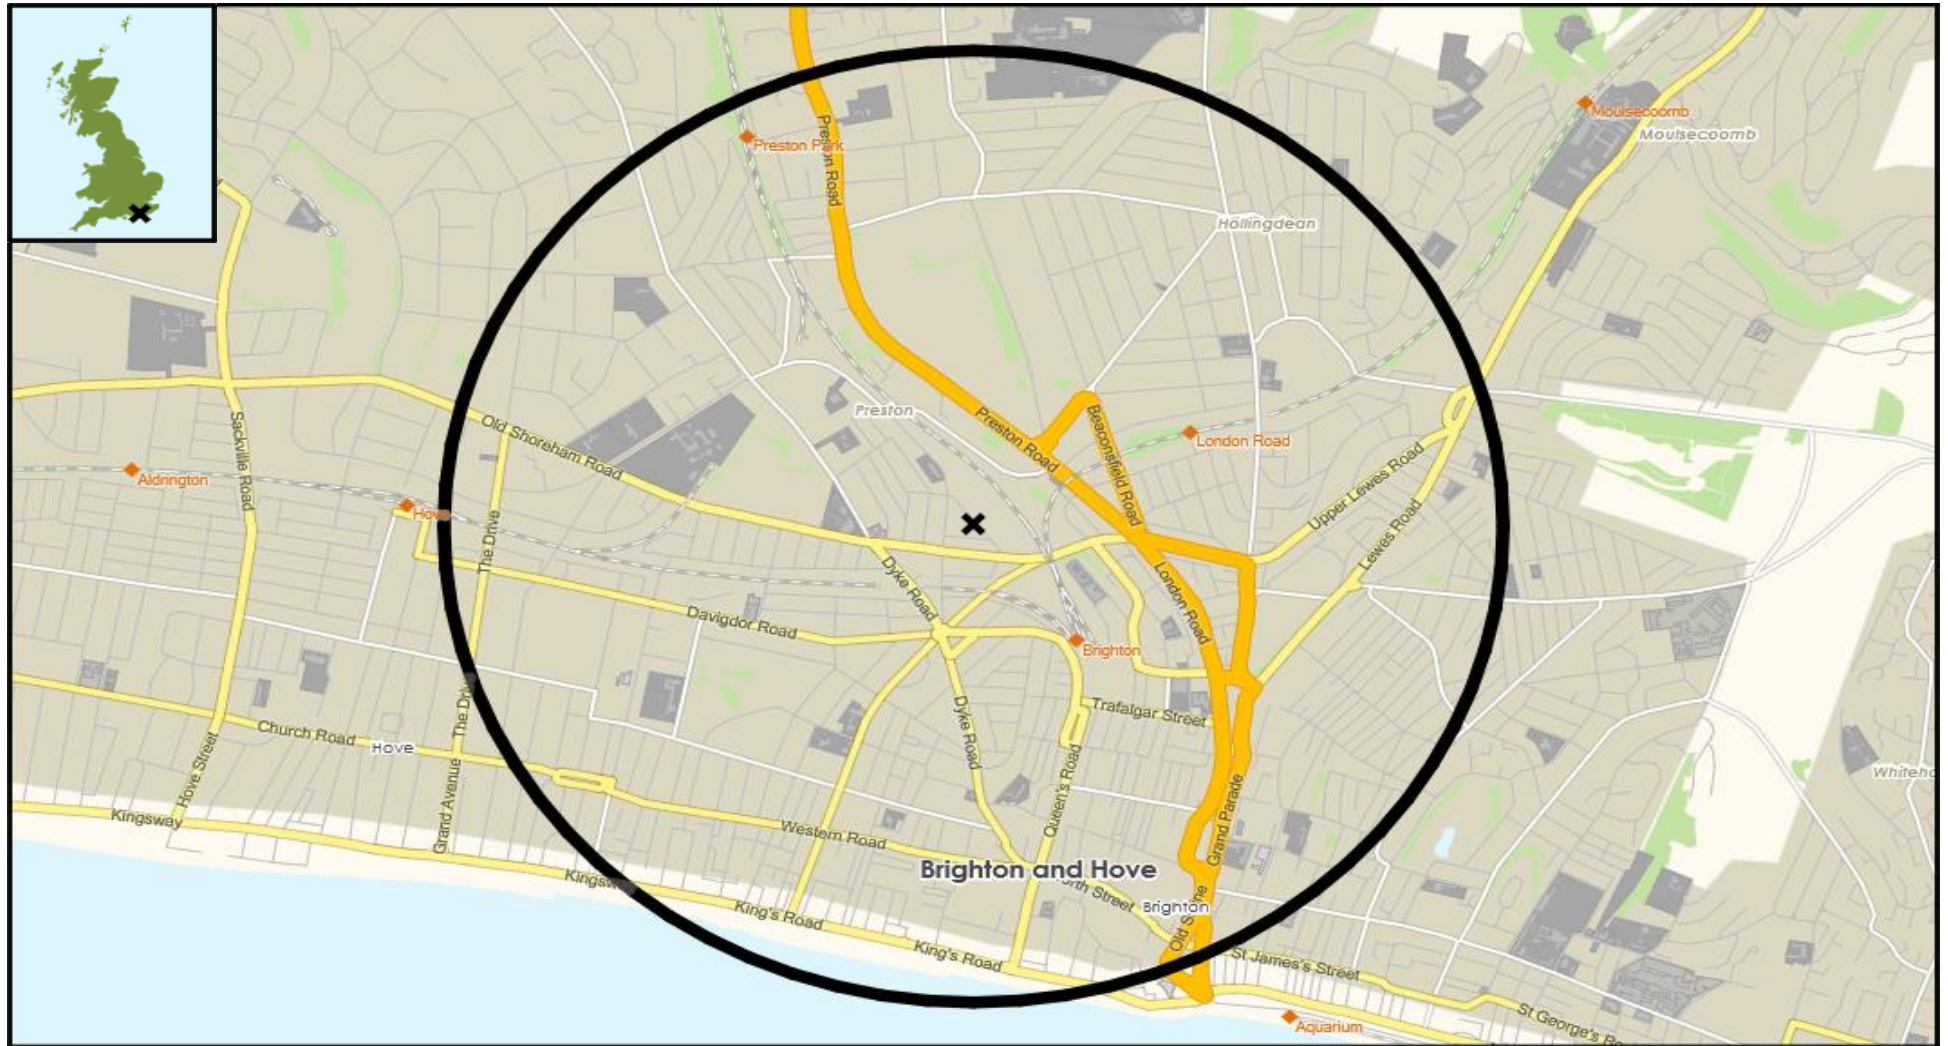 Preston Park
Preston Road
Moulsecoomb
Moulsecoomb
Hollingdean
Preston
Preston Road
Beaconsfield Road
London Road
Old Shoreham Road
Sackville Road
Aldrington
Hove
The Drive
Upper Lewes Road
Lewes Road
Dyke Road
London Road
Davigdor Road
Brighton
Trafalgar Street
The Drive
Dyke Road
Church Road
Hove
Hove Street
Queen's Road
Grand Avenue
Grand Parade
Kingsway
Western Road
Brighton and Hove
King's Road
Brighton
King's Road
St James's Street
Aquarium